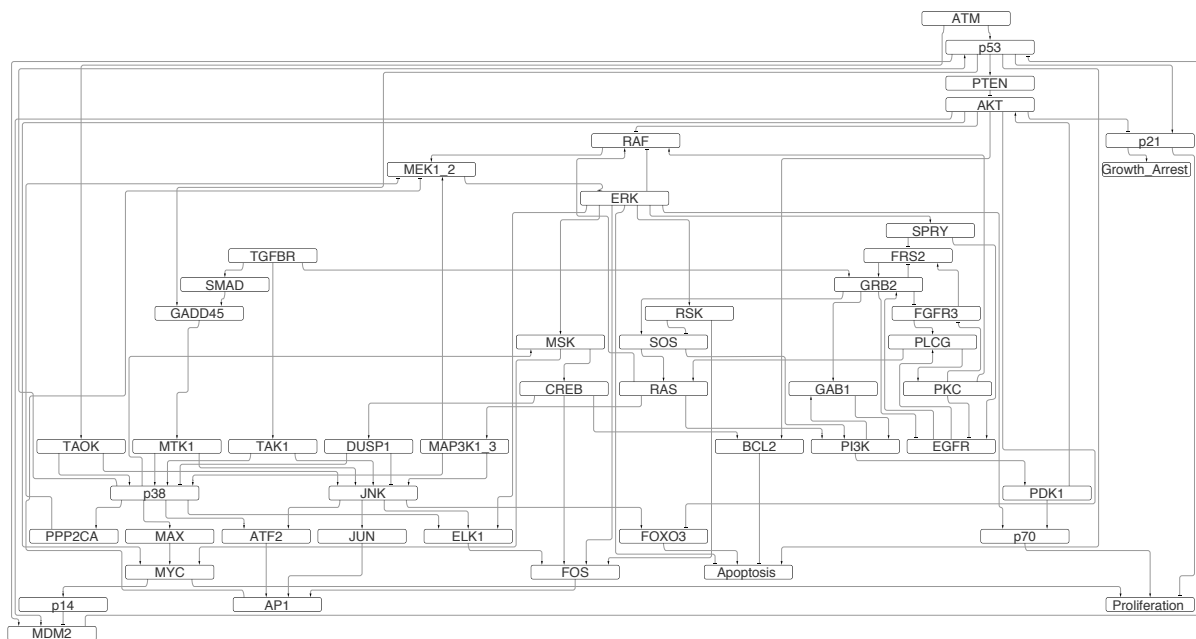 ATM
p53
PTEN
AKT
RAF
p21
MEK1_2
Growth_Arrest
ERK
SPRY
TGFBR
FRS2
SMAD
GRB2
GADD45
RSK
FGFR3
MSK
SOS
PLCG
CREB
RAS
GAB1
PKC
TAOK
MTK1
TAK1
DUSP1
MAP3K1_3
BCL2
PI3K
EGFR
p38
JNK
PDK1
PPP2CA
MAX
ATF2
JUN
ELK1
FOXO3
p70
MYC
FOS
Apoptosis
p14
AP1
Proliferation
MDM2